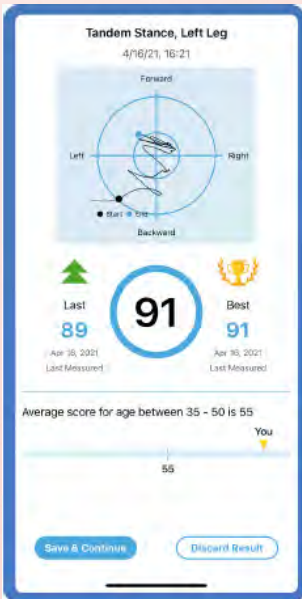 Tandem Stance, Left Leg
4/16/21, 16:21
Forward
Left
Right
Start End
Backward
Last
89
Apr 16, 2021
Last Measured
91
Best
91
Apr 16, 2021
Last Measured
Average score for age between 35 - 50 is 55
You
55
Save & Continue
Discard Result